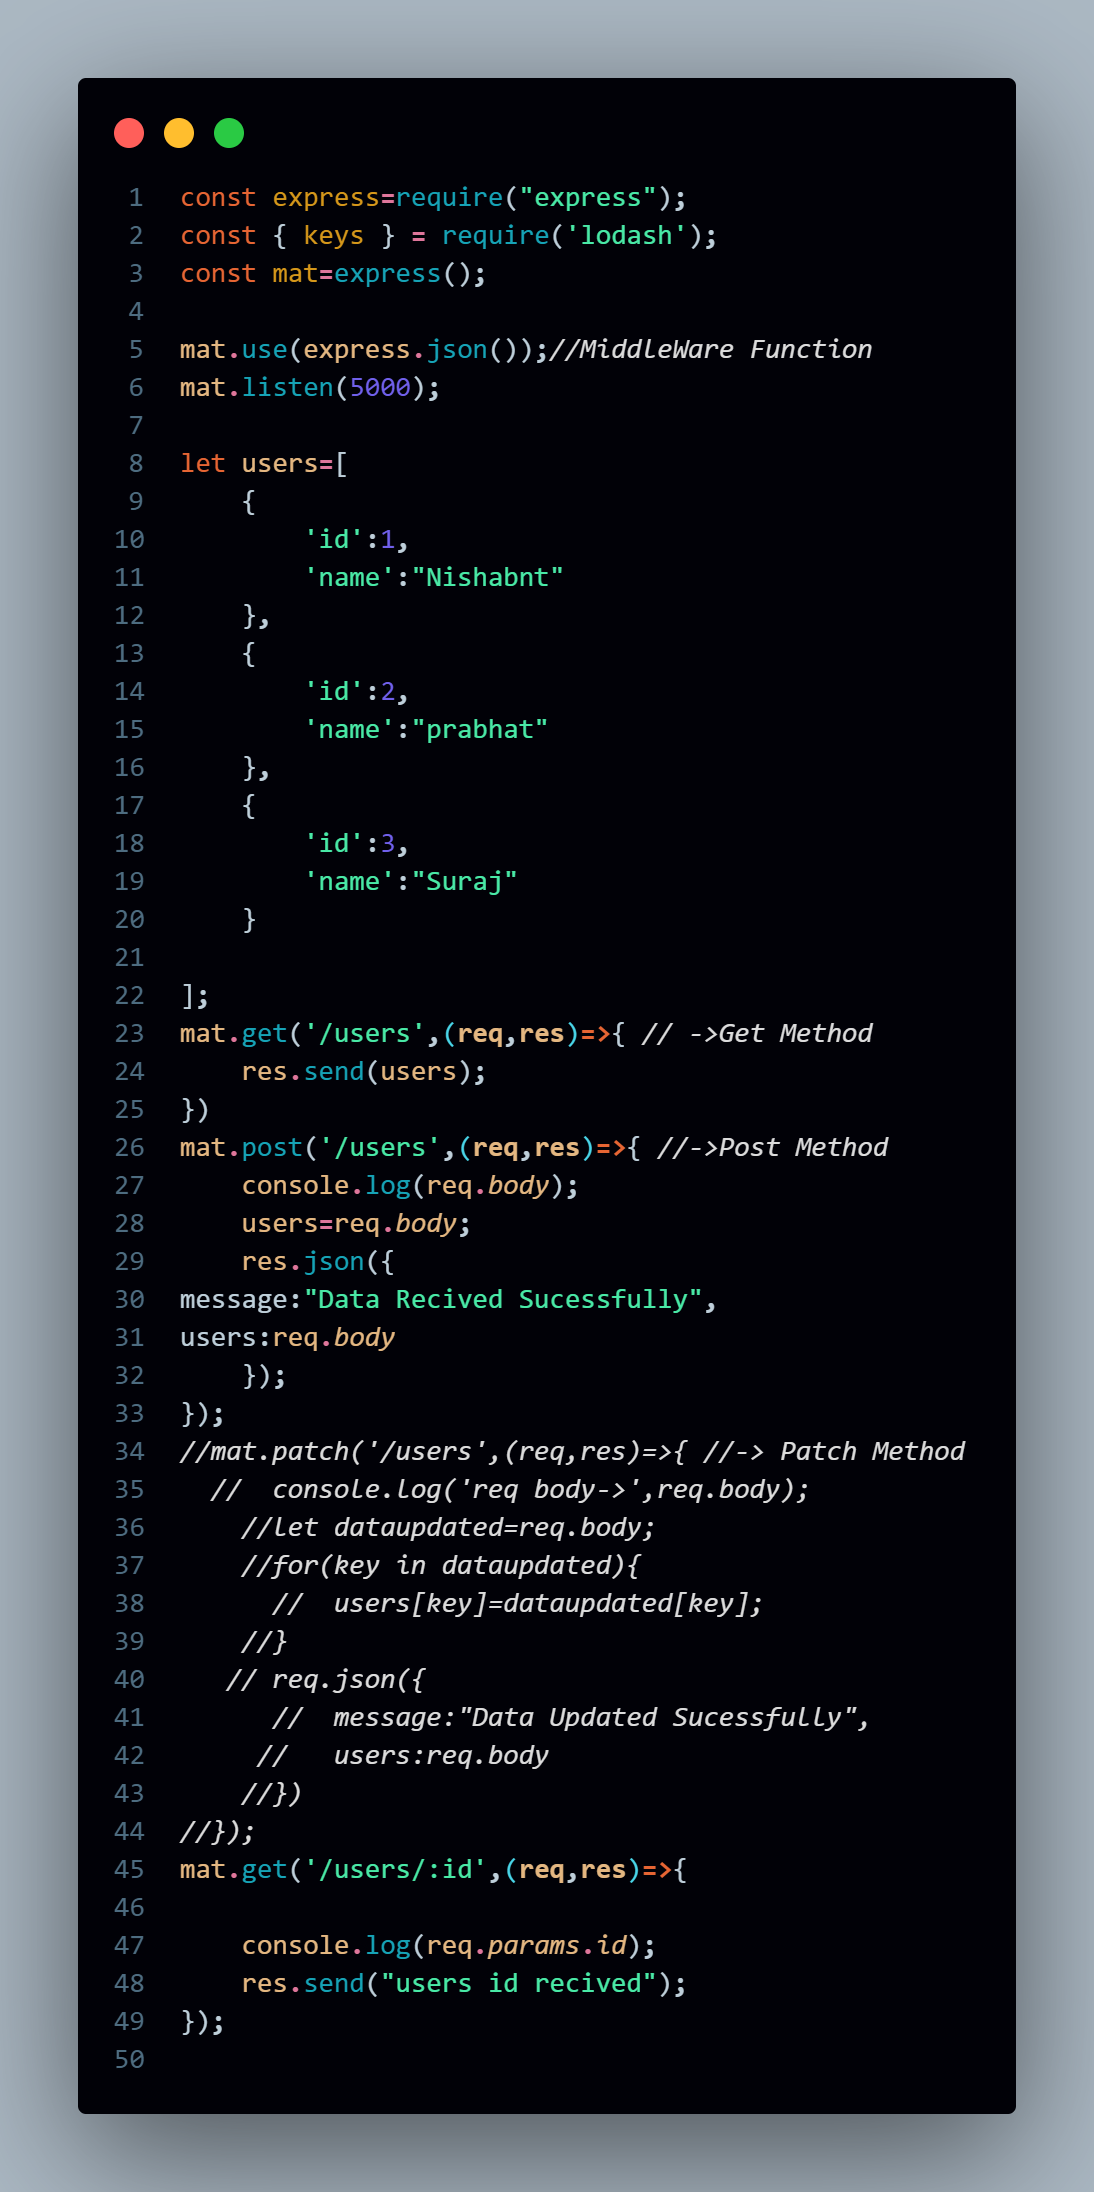 1 const express=require("express");
2 const { keys } = require('lodash');
3 const mat=express();
4
5 mat.use(express.json());//MiddleWare Function
6 mat.listen(5000);
7
8 let users=[
9     {
10         'id':1,
11         'name':"Nishabnt"
12     },
13     {
14         'id':2,
15         'name':"prabhat"
16     },
17     {
18         'id':3,
19         'name':"Suraj"
20     }
21
22 ];
23 mat.get('/users',(req,res)=>{ // ->Get Method
24     res.send(users);
25 })
26 mat.post('/users',(req,res)=>{ //->Post Method
27     console.log(req.body);
28     users=req.body;
29     res.json({
30 message:"Data Recived Sucessfully",
31 users:req.body
32     });
33 });
34 //mat.patch('/users',(req,res)=>{ //-> Patch Method
35   //  console.log('req body->',req.body);
36     //let dataupdated=req.body;
37     //for(key in dataupdated){
38       //  users[key]=dataupdated[key];
39     //}
40    // req.json({
41       //  message:"Data Updated Sucessfully",
42      //   users:req.body
43     //})
44 //});
45 mat.get('/users/:id',(req,res)=>{
46
47     console.log(req.params.id);
48     res.send("users id recived");
49 });
50